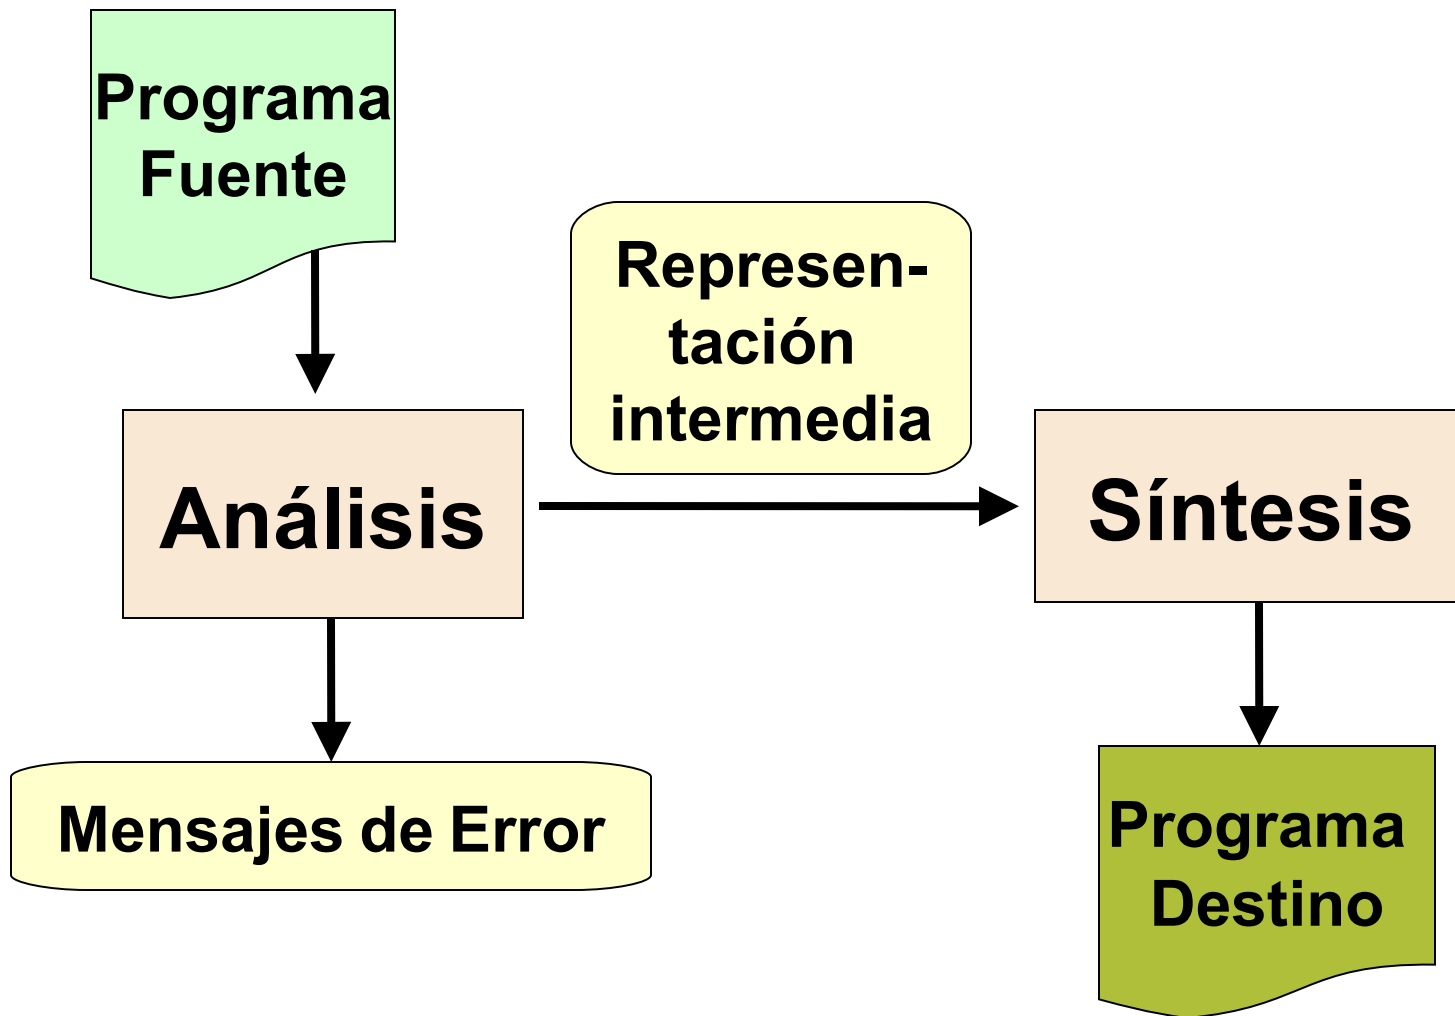 Programa
Fuente
Represen-
tación
intermedia
Análisis
Síntesis
Mensajes de Error
Programa
Destino